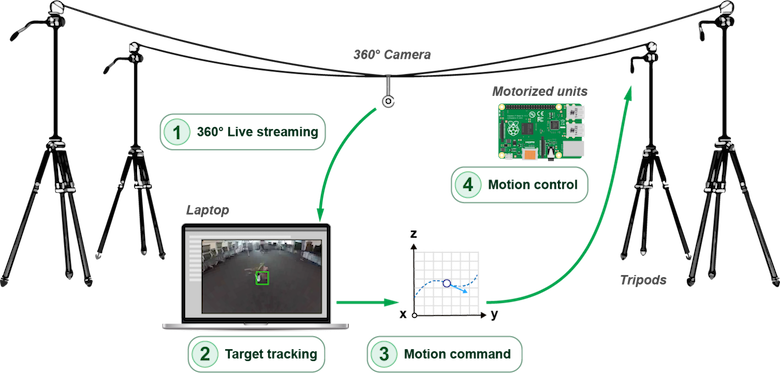 360° Camera
Motorized units
1 360° Live streaming
4 Motion control
Laptop
z
x
y
Tripods
2 Target tracking
3 Motion command